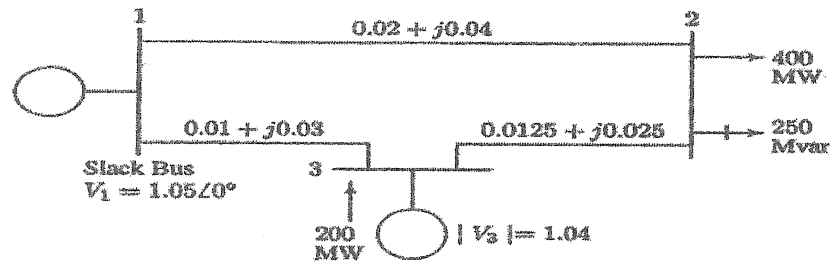 1
2
0.02 + j0.04
400
MW
0.01 + j0.03
0.0125 + j0.025
250
Mvar
Slack Bus
V₁ = 1.05∠0°
3
200
MW
| V₃ |= 1.04